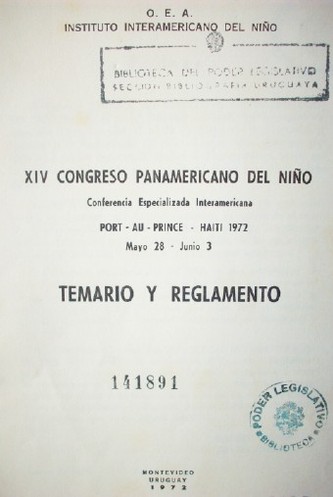 O. E. A.
INSTITUTO INTERAMERICANO DEL NIÑO
BIBLIOTECA DEL PODER LEGISLATIVO
SECCION BIBLIOGRAFIA URUGUAYA
XIV CONGRESO PANAMERICANO DEL NIÑO
Conferencia Especializada Interamericana
PORT - AU - PRINCE - HAITI 1972
Mayo 28 - Junio 3
TEMARIO Y REGLAMENTO
141891
PODER LEGISLATIVO
BIBLIOTECA
MONTEVIDEO
URUGUAY
1972